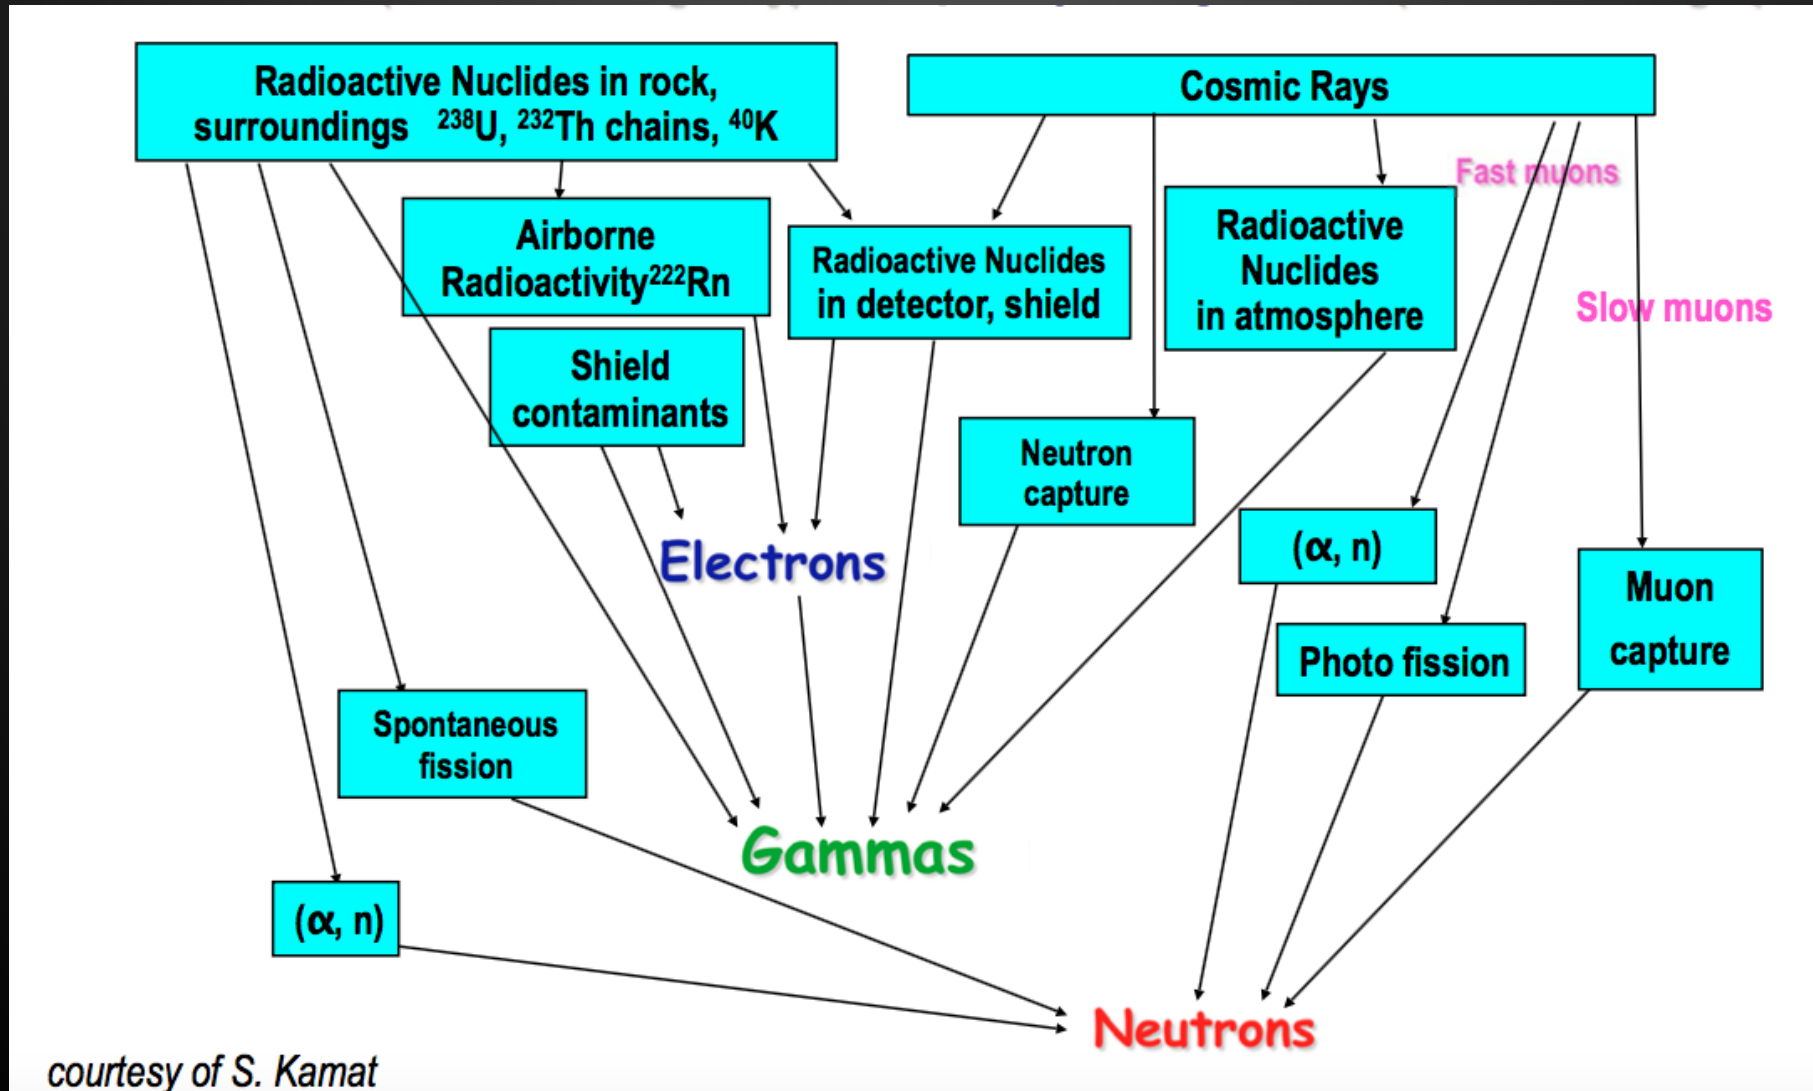 Radioactive Nuclides in rock,
surroundings ²³⁸U, ²³²Th chains, ⁴⁰K
Cosmic Rays
Fast muons
Airborne
Radioactivity²²²Rn
Radioactive Nuclides
in detector, shield
Radioactive
Nuclides
in atmosphere
Slow muons
Shield
contaminants
Neutron
capture
Electrons
(α, n)
Muon
capture
Photo fission
Spontaneous
fission
Gammas
(α, n)
Neutrons
courtesy of S. Kamat